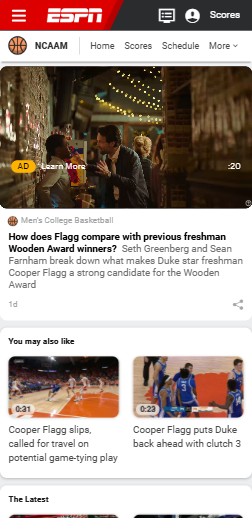 ESPN
Scores
NCAAM
Home
Scores
Schedule
More
AD
Learn More
:20
Men's College Basketball
How does Flagg compare with previous freshman
Wooden Award winners? Seth Greenberg and Sean
Farnham break down what makes Duke star freshman
Cooper Flagg a strong candidate for the Wooden
Award
1d
You may also like
0:31
0:23
Cooper Flagg slips,
called for travel on
potential game-tying play
Cooper Flagg puts Duke
back ahead with clutch 3
The Latest